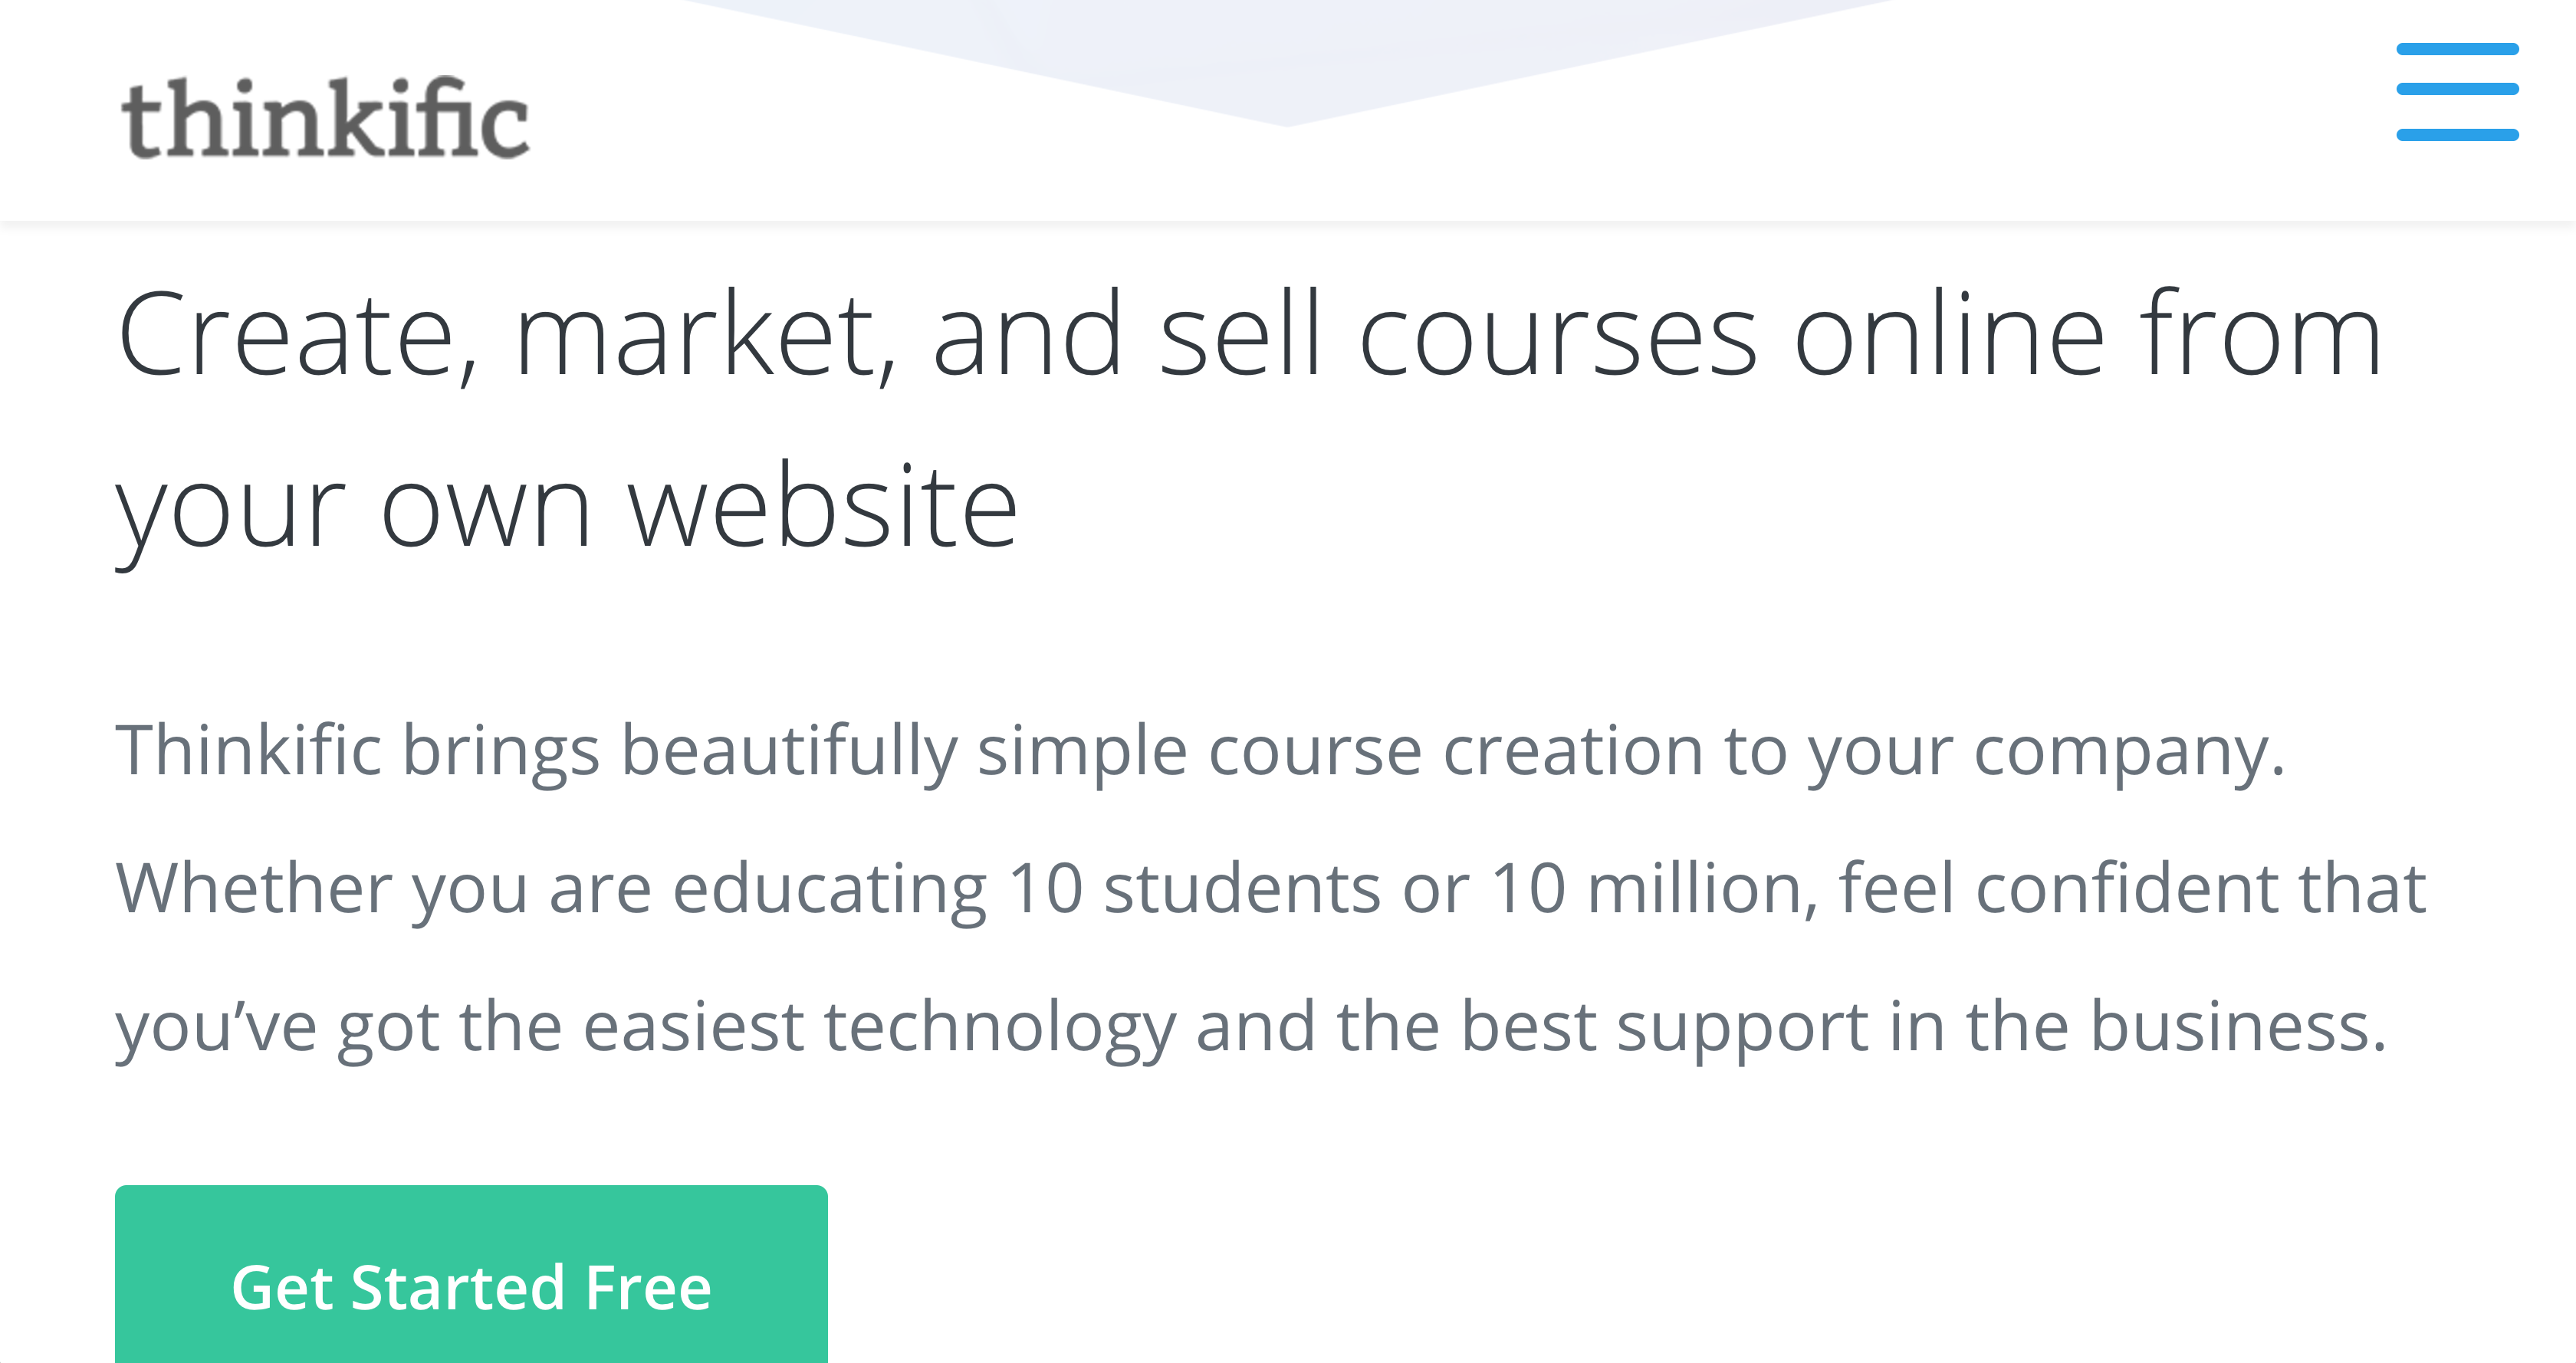 thinkific
Create, market, and sell courses online from
your own website
Thinkific brings beautifully simple course creation to your company.
Whether you are educating 10 students or 10 million, feel confident that
you’ve got the easiest technology and the best support in the business.
Get Started Free